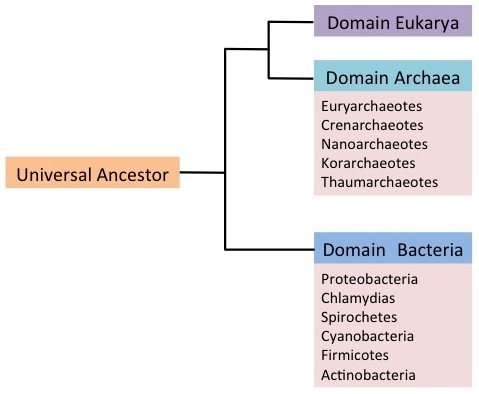 Domain Eukarya
Domain Archaea
Euryarchaeotes
Crenarchaeotes
Nanoarchaeotes
Korarchaeotes
Thaumarchaeotes
Universal Ancestor
Domain Bacteria
Proteobacteria
Chlamydias
Spirochetes
Cyanobacteria
Firmicotes
Actinobacteria